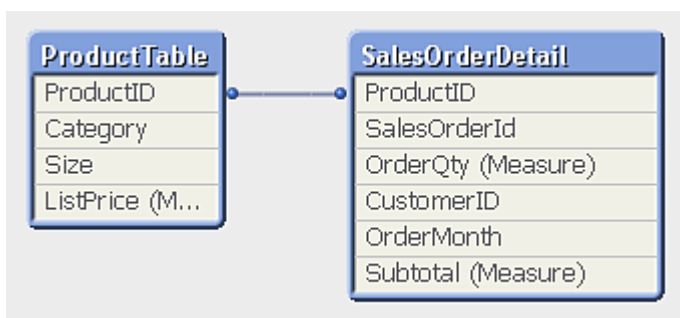 ProductTable
ProductID
Category
Size
ListPrice (M...
SalesOrderDetail
ProductID
SalesOrderId
OrderQty (Measure)
CustomerID
OrderMonth
Subtotal (Measure)